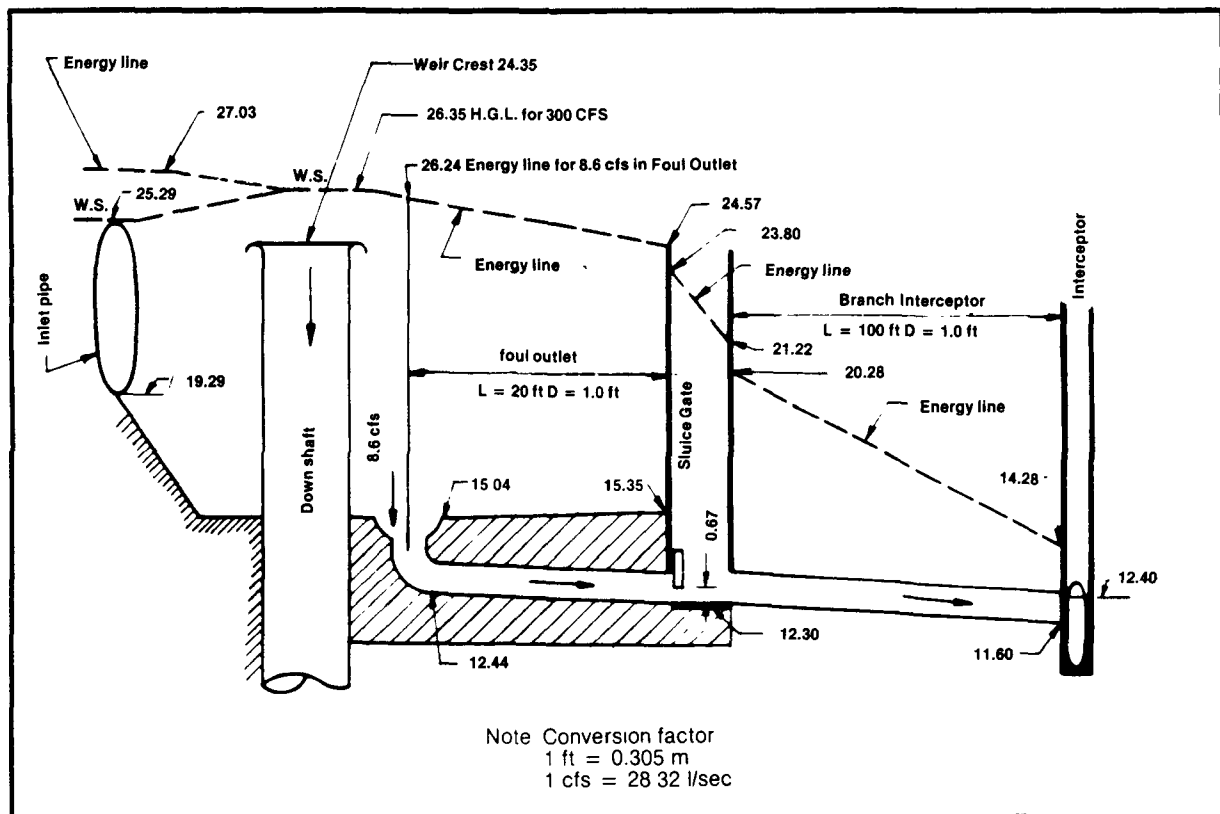 Energy line
Weir Crest 24.35
27.03
26.35 H.G.L. for 300 CFS
W.S.
26.24 Energy line for 8.6 cfs in Foul Outlet
W.S.
25.29
24.57
23.80
Energy line
Energy line
Interceptor
Branch Interceptor
L = 100 ft D = 1.0 ft
Inlet pipe
21.22
foul outlet
20.28
19.29
L = 20 ft D = 1.0 ft
Energy line
Sluice Gate
8.6 cfs
Down shaft
15 04
15.35
14.28
0.67
12.40
12.30
12.44
11.60
Note Conversion factor
1 ft = 0.305 m
1 cfs = 28 32 l/sec